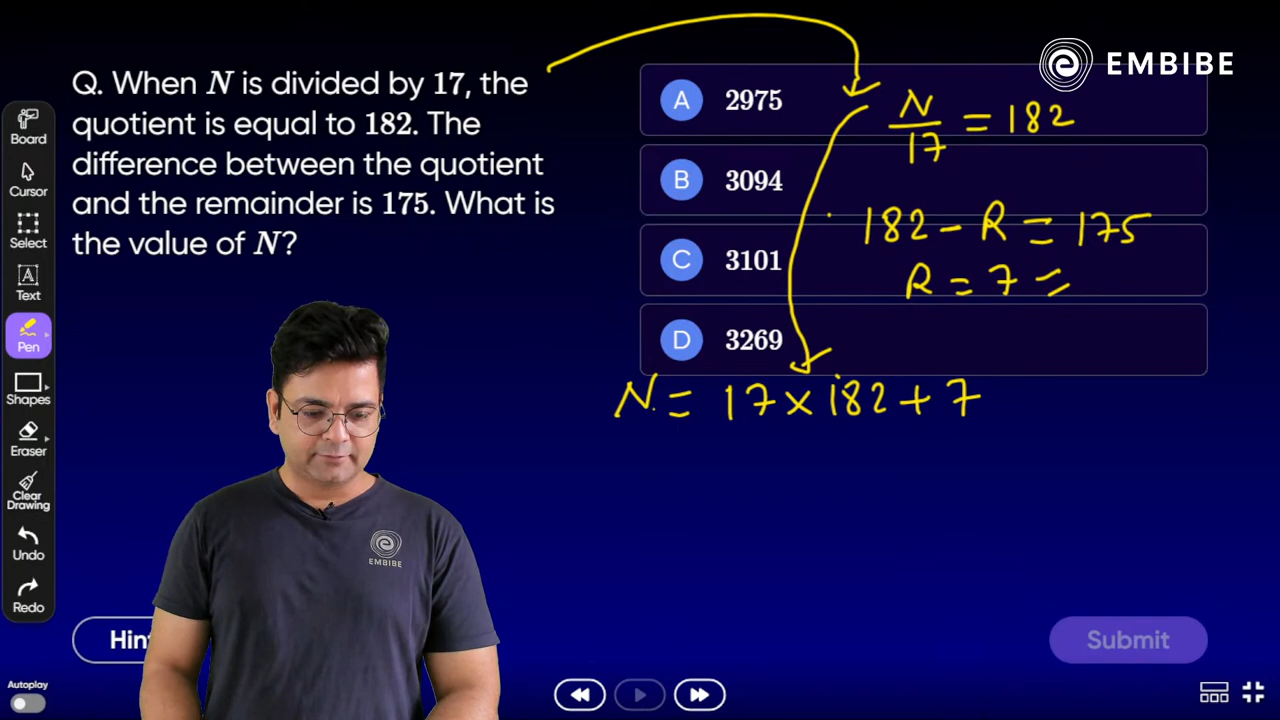 EMBIBE
Q. When N is divided by 17, the
quotient is equal to 182. The
difference between the quotient
and the remainder is 175. What is
the value of N?
A 2975
B 3094
C 3101
D 3269
N/17 = 182
182 - R = 175
R = 7 =
N = 17 × 182 + 7
Board
Cursor
Select
A
Text
Pen
Shapes
Eraser
Clear
Drawing
Undo
Redo
EMBIBE
Submit
Autoplay